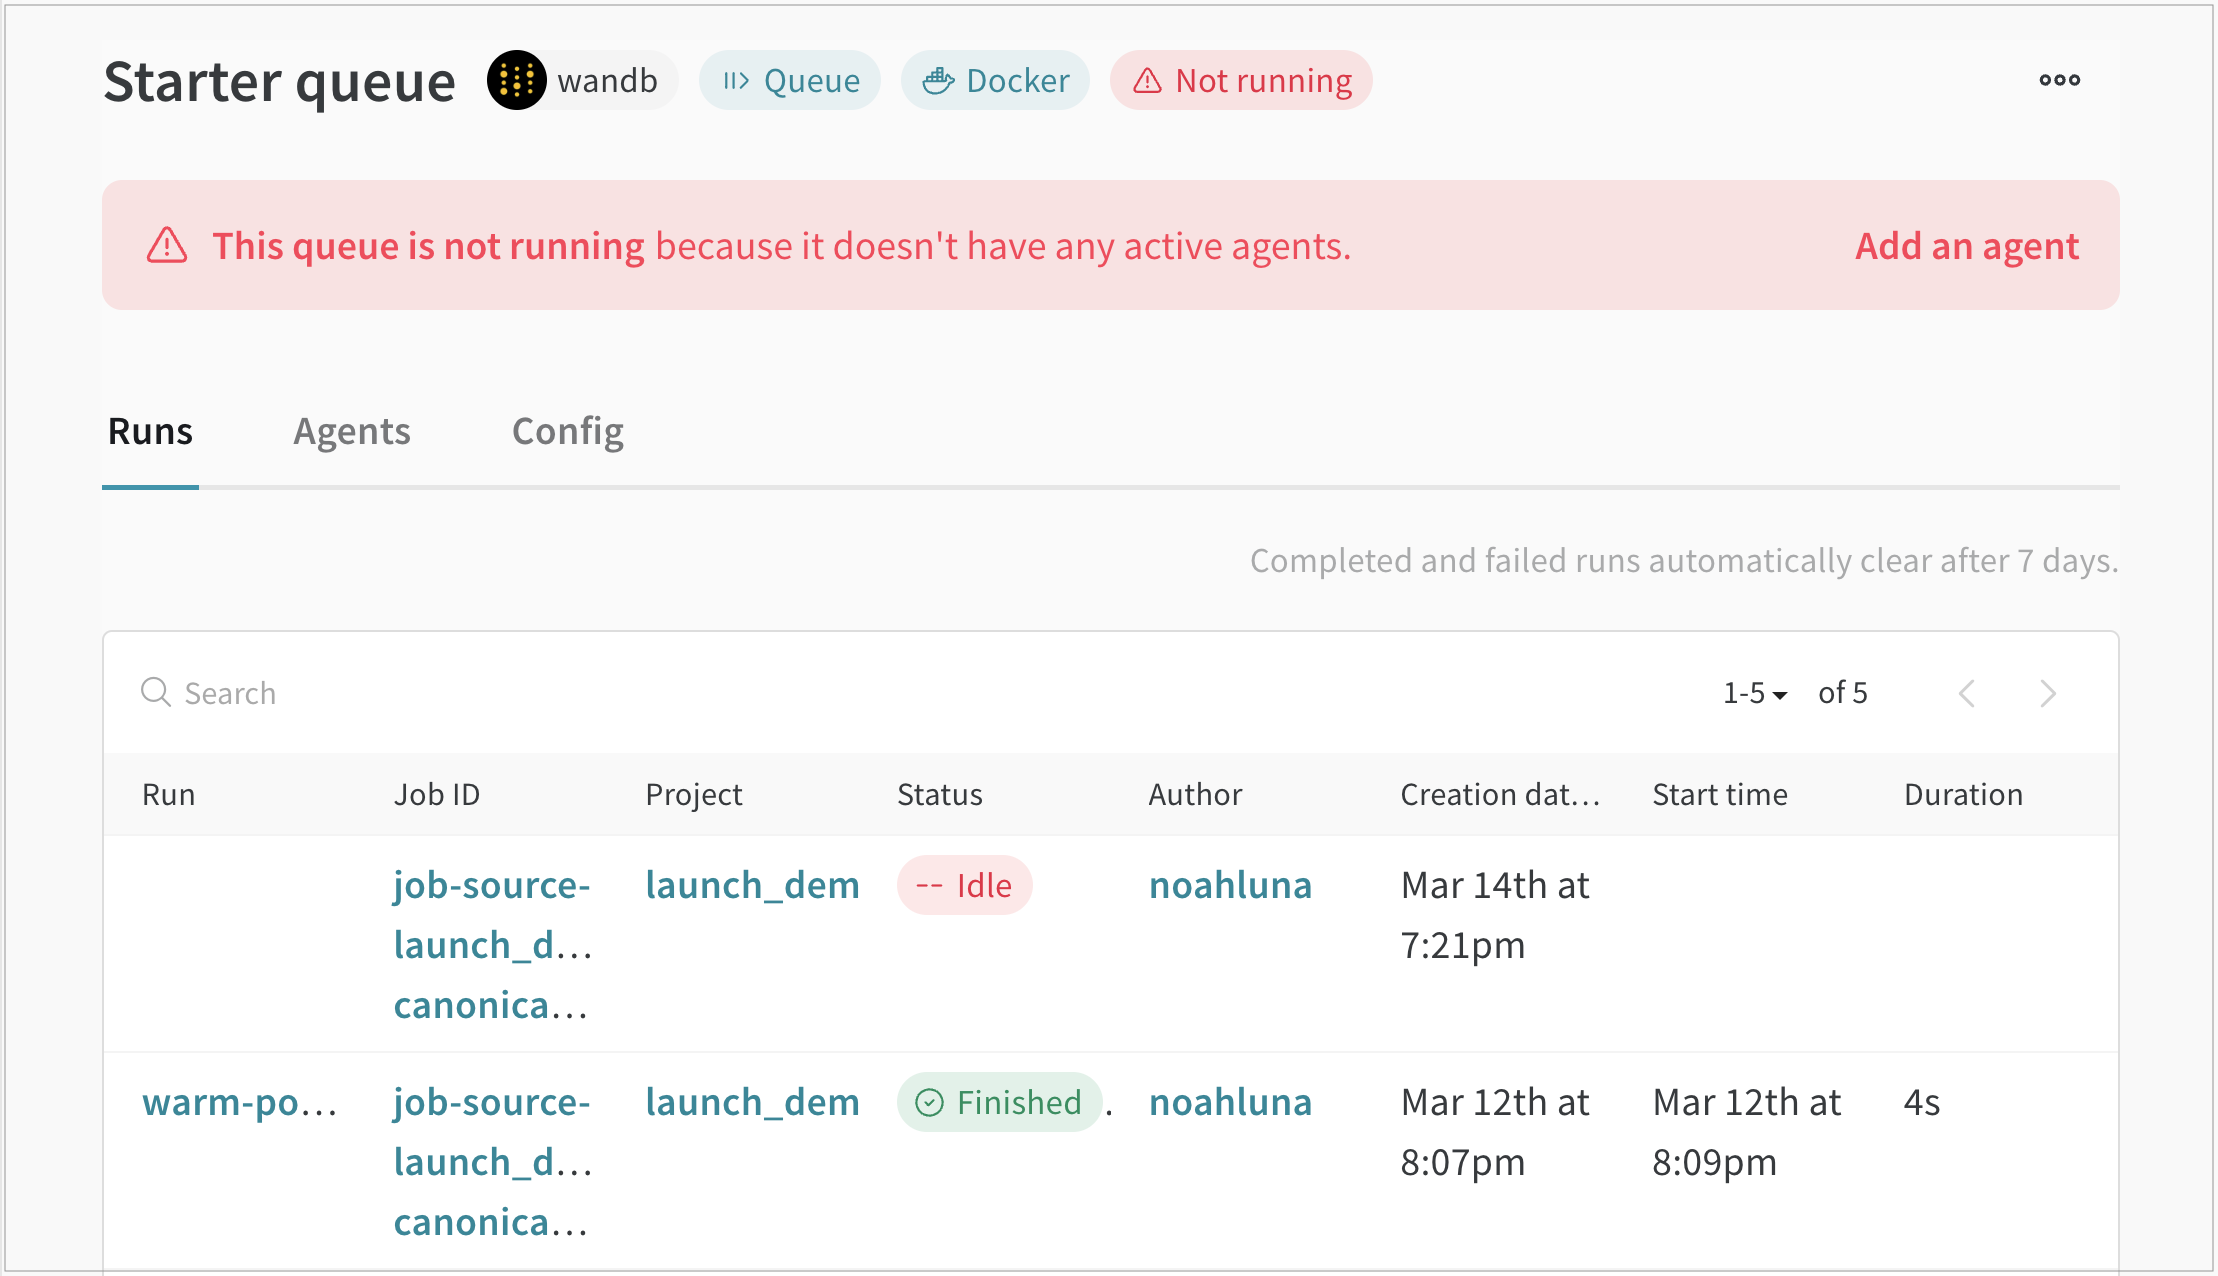 Starter queue wandb Queue Docker Not running
This queue is not running because it doesn't have any active agents. Add an agent
Runs Agents Config
Completed and failed runs automatically clear after 7 days.
Search 1-5 of 5
Run Job ID Project Status Author Creation dat… Start time Duration
job-source- launch_dem -- Idle noahluna Mar 14th at
launch_d… 7:21pm
canonica…
warm-po… job-source- launch_dem Finished . noahluna Mar 12th at Mar 12th at 4s
launch_d… 8:07pm 8:09pm
canonica…